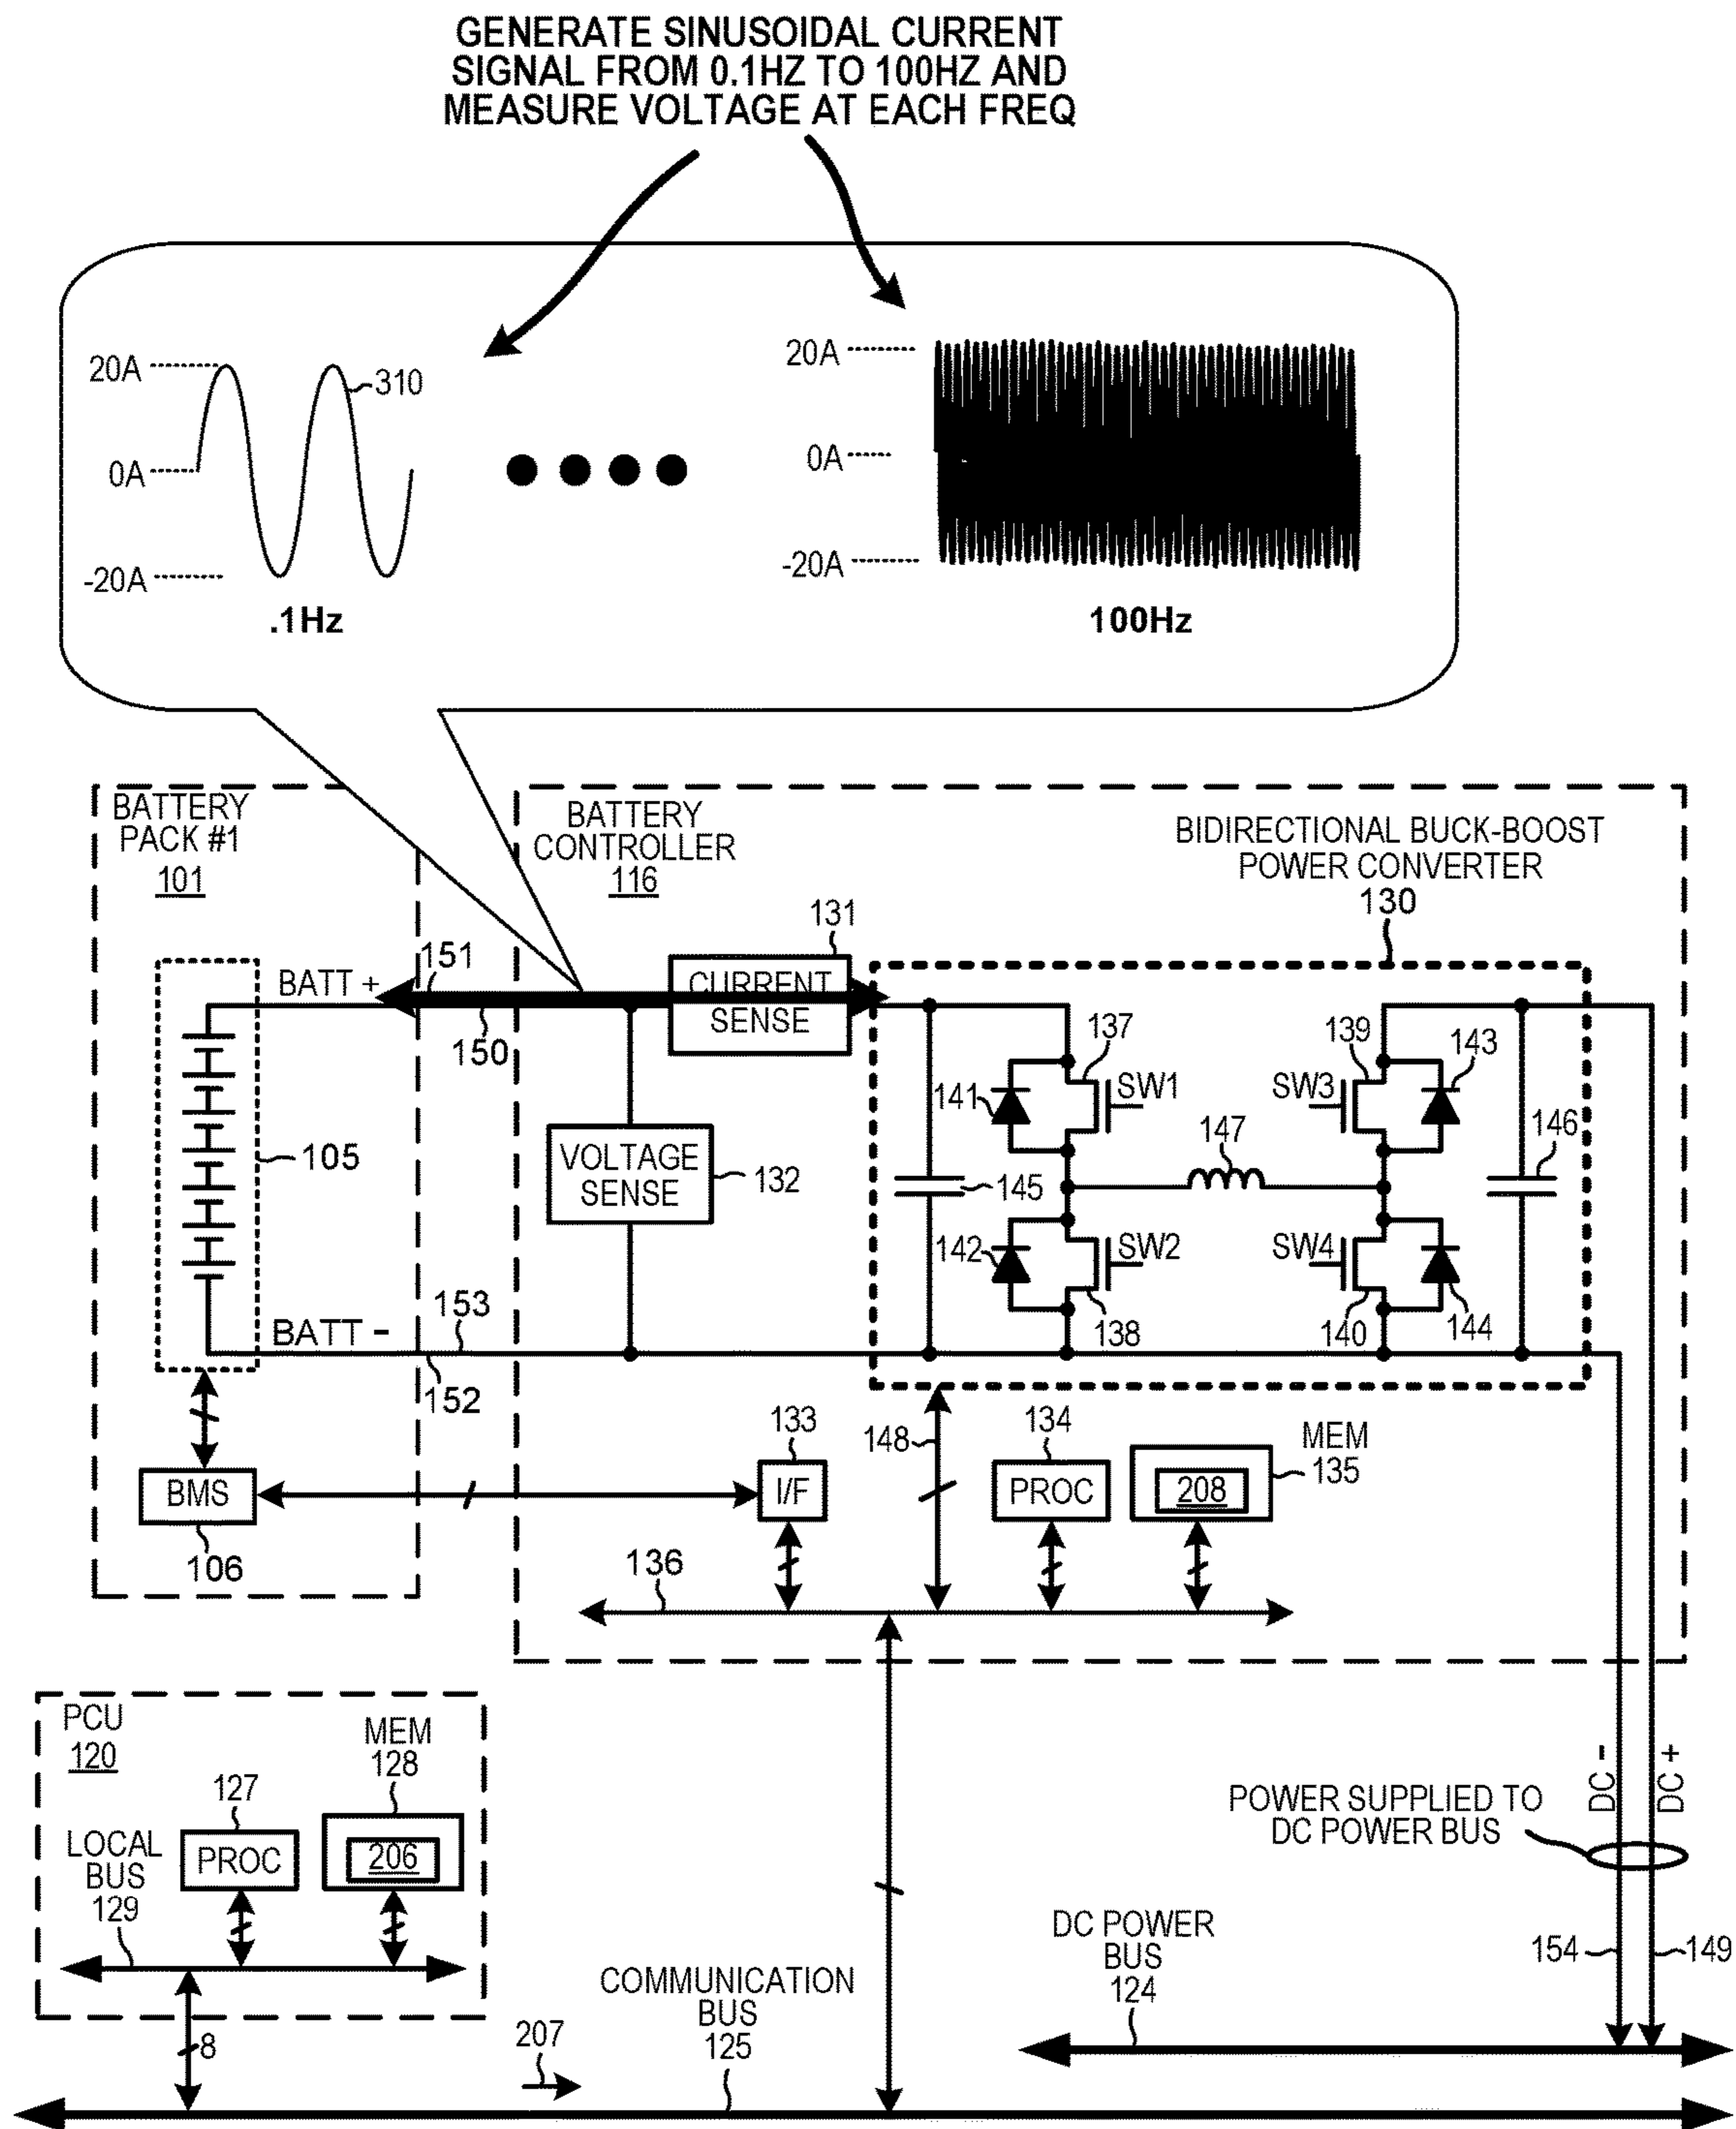 GENERATE SINUSOIDAL CURRENT
SIGNAL FROM 0.1HZ TO 100HZ AND
MEASURE VOLTAGE AT EACH FREQ
20A
310
0A
-20A
.1Hz
20A
0A
-20A
100Hz
BATTERY
PACK #1
101
BATTERY
CONTROLLER
116
BIDIRECTIONAL BUCK-BOOST
POWER CONVERTER
130
131
151
BATT +
CURRENT
SENSE
150
137
139
143
141
SW1
SW3
147
146
105
VOLTAGE
SENSE
132
145
142
SW2
SW4
138
140
144
BATT -
153
152
133
148
134
MEM
135
BMS
I/F
PROC
208
106
136
PCU
120
MEM
128
127
LOCAL
BUS
129
PROC
206
DC -
DC +
POWER SUPPLIED TO
DC POWER BUS
DC POWER
BUS
124
154
149
COMMUNICATION
BUS
125
207
8